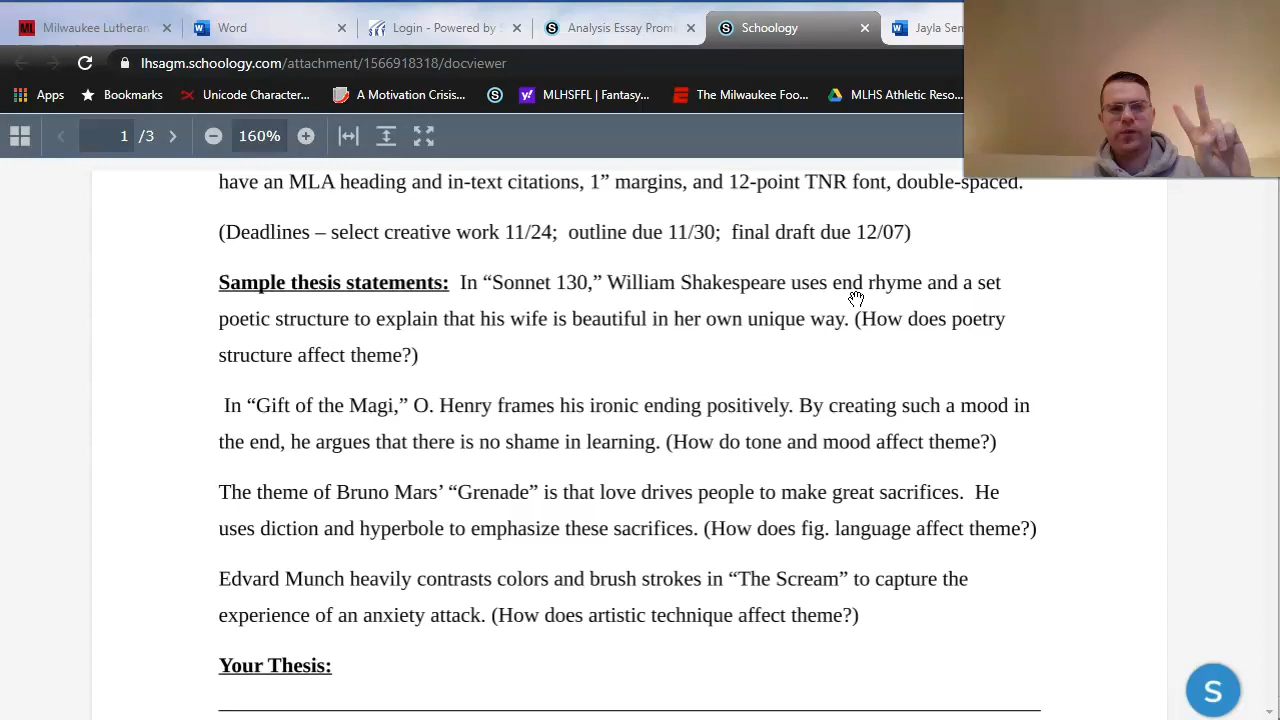 Milwaukee Lutheran
Word
Login - Powered by S
Analysis Essay Prom
Schoology
Jayla Sem
lhsagm.schoology.com/attachment/1566918318/docviewer
Apps
Bookmarks
Unicode Character...
A Motivation Crisis...
MLHSFFL | Fantasy...
The Milwaukee Foo...
MLHS Athletic Reso...
1 /3
160%
have an MLA heading and in-text citations, 1” margins, and 12-point TNR font, double-spaced.
(Deadlines – select creative work 11/24; outline due 11/30; final draft due 12/07)
Sample thesis statements: In “Sonnet 130,” William Shakespeare uses end rhyme and a set
poetic structure to explain that his wife is beautiful in her own unique way. (How does poetry
structure affect theme?)
In “Gift of the Magi,” O. Henry frames his ironic ending positively. By creating such a mood in
the end, he argues that there is no shame in learning. (How do tone and mood affect theme?)
The theme of Bruno Mars’ “Grenade” is that love drives people to make great sacrifices. He
uses diction and hyperbole to emphasize these sacrifices. (How does fig. language affect theme?)
Edvard Munch heavily contrasts colors and brush strokes in “The Scream” to capture the
experience of an anxiety attack. (How does artistic technique affect theme?)
Your Thesis:
S